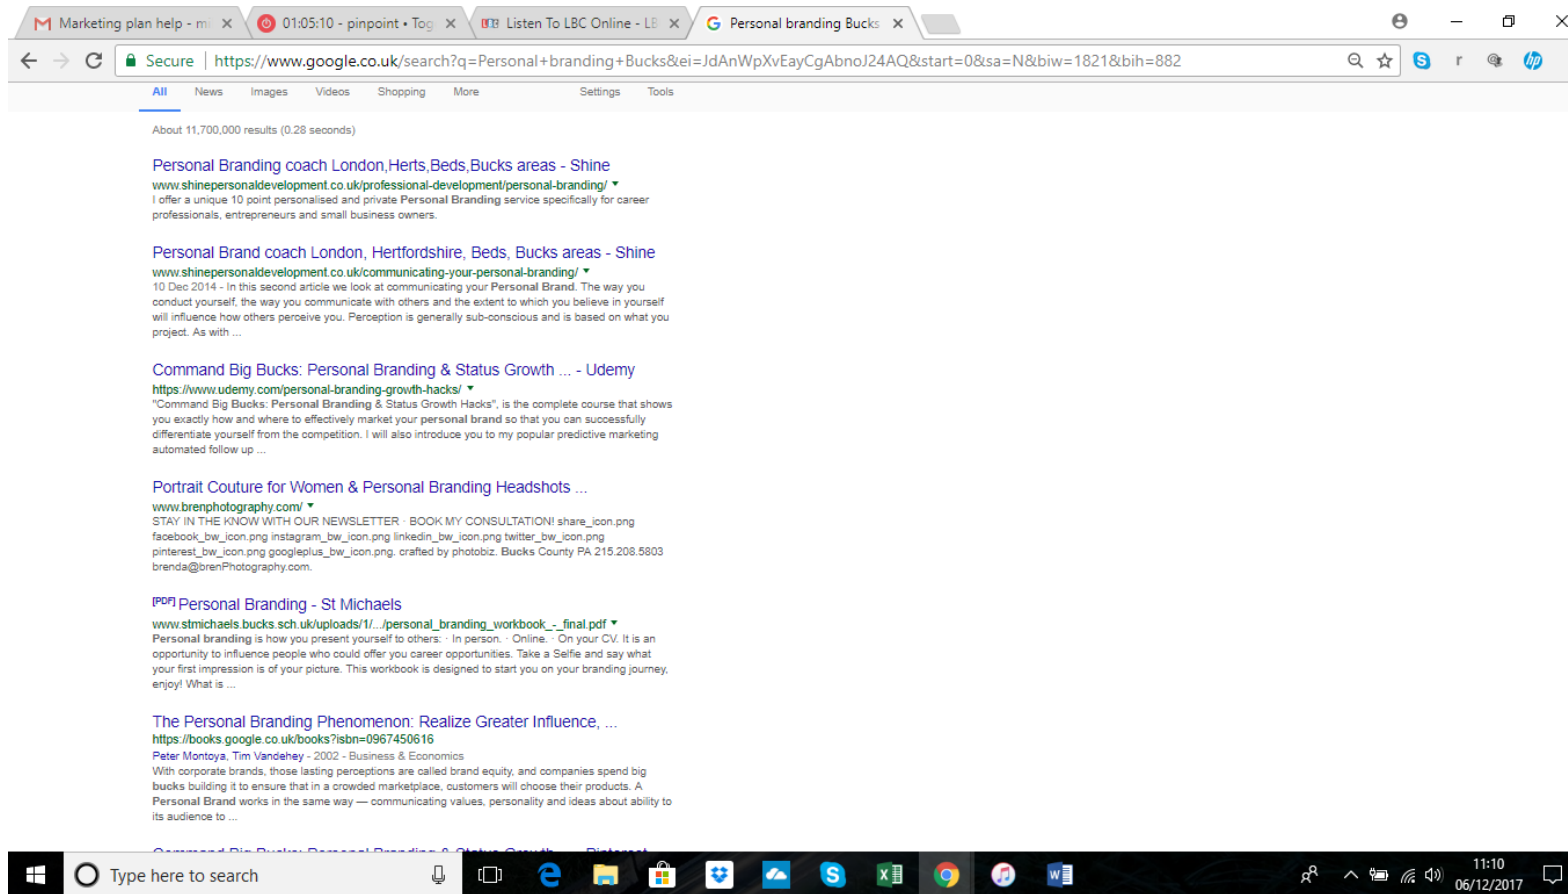 Marketing plan help - mi
01:05:10 - pinpoint • Tog
Listen To LBC Online - LB
Personal branding Bucks
Secure
https://www.google.co.uk/search?q=Personal+branding+Bucks&ei=JdAnWpXvEayCgAbnoJ24AQ&start=0&sa=N&biw=1821&bih=882
All News Images Videos Shopping More Settings Tools
About 11,700,000 results (0.28 seconds)
Personal Branding coach London,Herts,Beds,Bucks areas - Shine
www.shinepersonaldevelopment.co.uk/professional-development/personal-branding/
I offer a unique 10 point personalised and private Personal Branding service specifically for career
professionals, entrepreneurs and small business owners.
Personal Brand coach London, Hertfordshire, Beds, Bucks areas - Shine
www.shinepersonaldevelopment.co.uk/communicating-your-personal-branding/
10 Dec 2014 - In this second article we look at communicating your Personal Brand. The way you
conduct yourself, the way you communicate with others and the extent to which you believe in yourself
will influence how others perceive you. Perception is generally sub-conscious and is based on what you
project. As with ...
Command Big Bucks: Personal Branding & Status Growth ... - Udemy
https://www.udemy.com/personal-branding-growth-hacks/
"Command Big Bucks: Personal Branding & Status Growth Hacks", is the complete course that shows
you exactly how and where to effectively market your personal brand so that you can successfully
differentiate yourself from the competition. I will also introduce you to my popular predictive marketing
automated follow up ...
Portrait Couture for Women & Personal Branding Headshots ...
www.brenphotography.com/
STAY IN THE KNOW WITH OUR NEWSLETTER · BOOK MY CONSULTATION! share_icon.png
facebook_bw_icon.png instagram_bw_icon.png linkedin_bw_icon.png twitter_bw_icon.png
pinterest_bw_icon.png googleplus_bw_icon.png. crafted by photobiz. Bucks County PA 215.208.5803
brenda@brenPhotography.com.
[PDF] Personal Branding - St Michaels
www.stmichaels.bucks.sch.uk/uploads/1/.../personal_branding_workbook_-_final.pdf
Personal branding is how you present yourself to others: · In person. · Online. · On your CV. It is an
opportunity to influence people who could offer you career opportunities. Take a Selfie and say what
your first impression is of your picture. This workbook is designed to start you on your branding journey,
enjoy! What is ...
The Personal Branding Phenomenon: Realize Greater Influence, ...
https://books.google.co.uk/books?isbn=0967450616
Peter Montoya, Tim Vandehey - 2002 - Business & Economics
With corporate brands, those lasting perceptions are called brand equity, and companies spend big
bucks building it to ensure that in a crowded marketplace, customers will choose their products. A
Personal Brand works in the same way — communicating values, personality and ideas about ability to
its audience to ...
Command Big Bucks: Personal Branding & Status Growth ... - Pinterest
Type here to search
11:10
06/12/2017